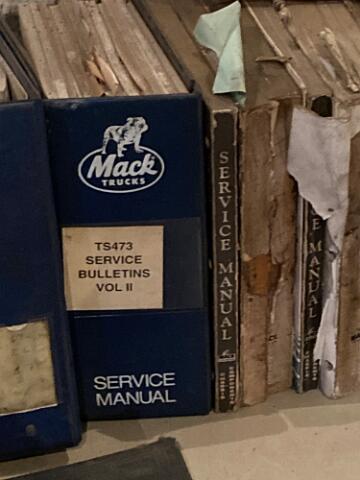 Mack
TRUCKS
TS473
SERVICE
BULLETINS
VOL II
SERVICE
MANUAL
SERVICE MANUAL
MANUAL